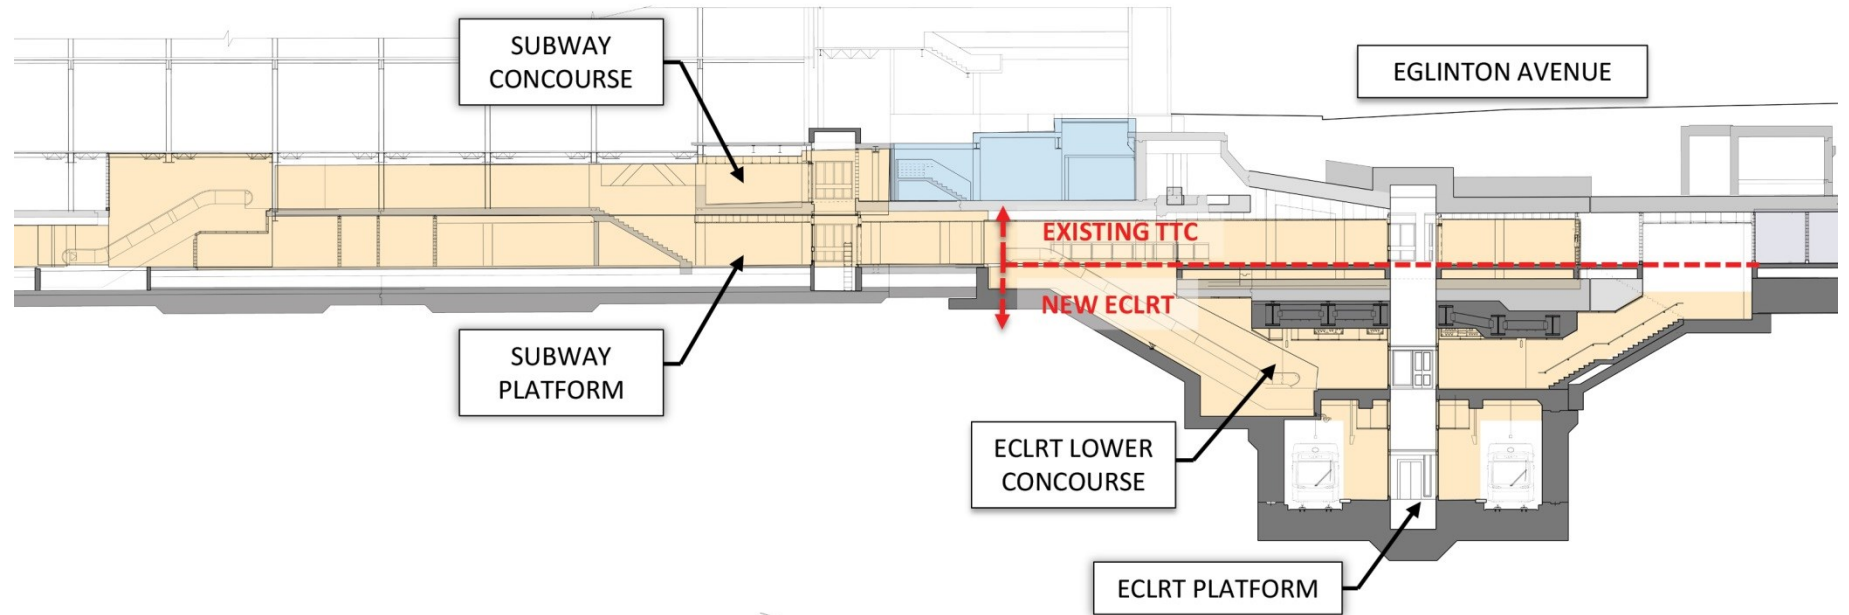 SUBWAY
CONCOURSE
EGLINTON AVENUE
EXISTING TTC
NEW ECLRT
SUBWAY
PLATFORM
ECLRT LOWER
CONCOURSE
ECLRT PLATFORM